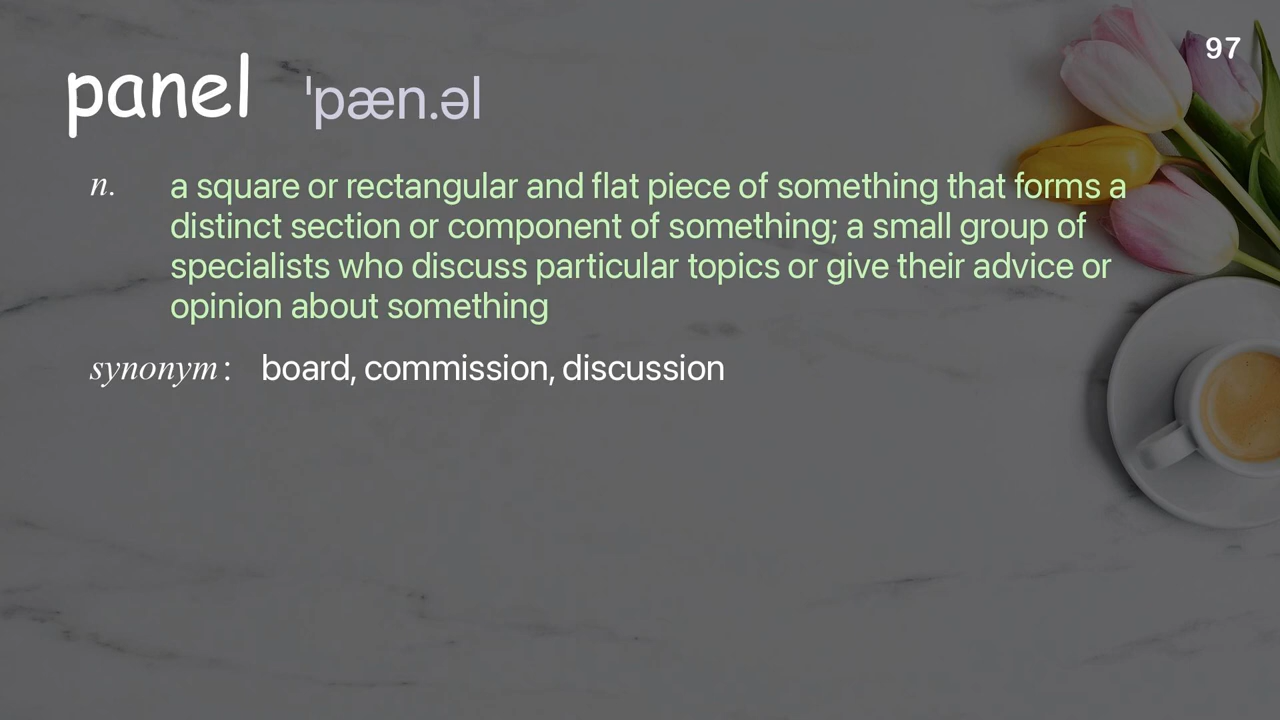 97
panel ˈpæn.əl
n. a square or rectangular and flat piece of something that forms a
distinct section or component of something; a small group of
specialists who discuss particular topics or give their advice or
opinion about something
synonym: board, commission, discussion